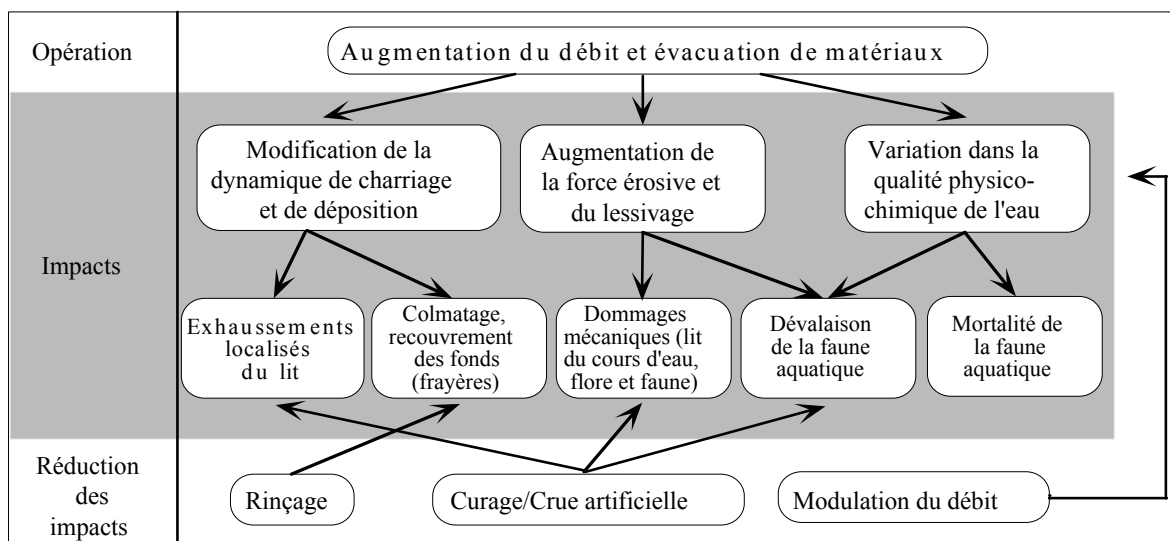 Opération
Augmentation du débit et évacuation de matériaux
Impacts
Modification de la
dynamique de charriage
et de déposition
Augmentation de
la force érosive et
du lessivage
Variation dans la
qualité physico-
chimique de l'eau
Exhaussements
localisés
du lit
Colmatage,
recouvrement
des fonds
(frayères)
Dommages
mécaniques (lit
du cours d'eau,
flore et faune)
Dévalaison
de la faune
aquatique
Mortalité de
la faune
aquatique
Réduction
des
impacts
Rinçage
Curage/Crue artificielle
Modulation du débit